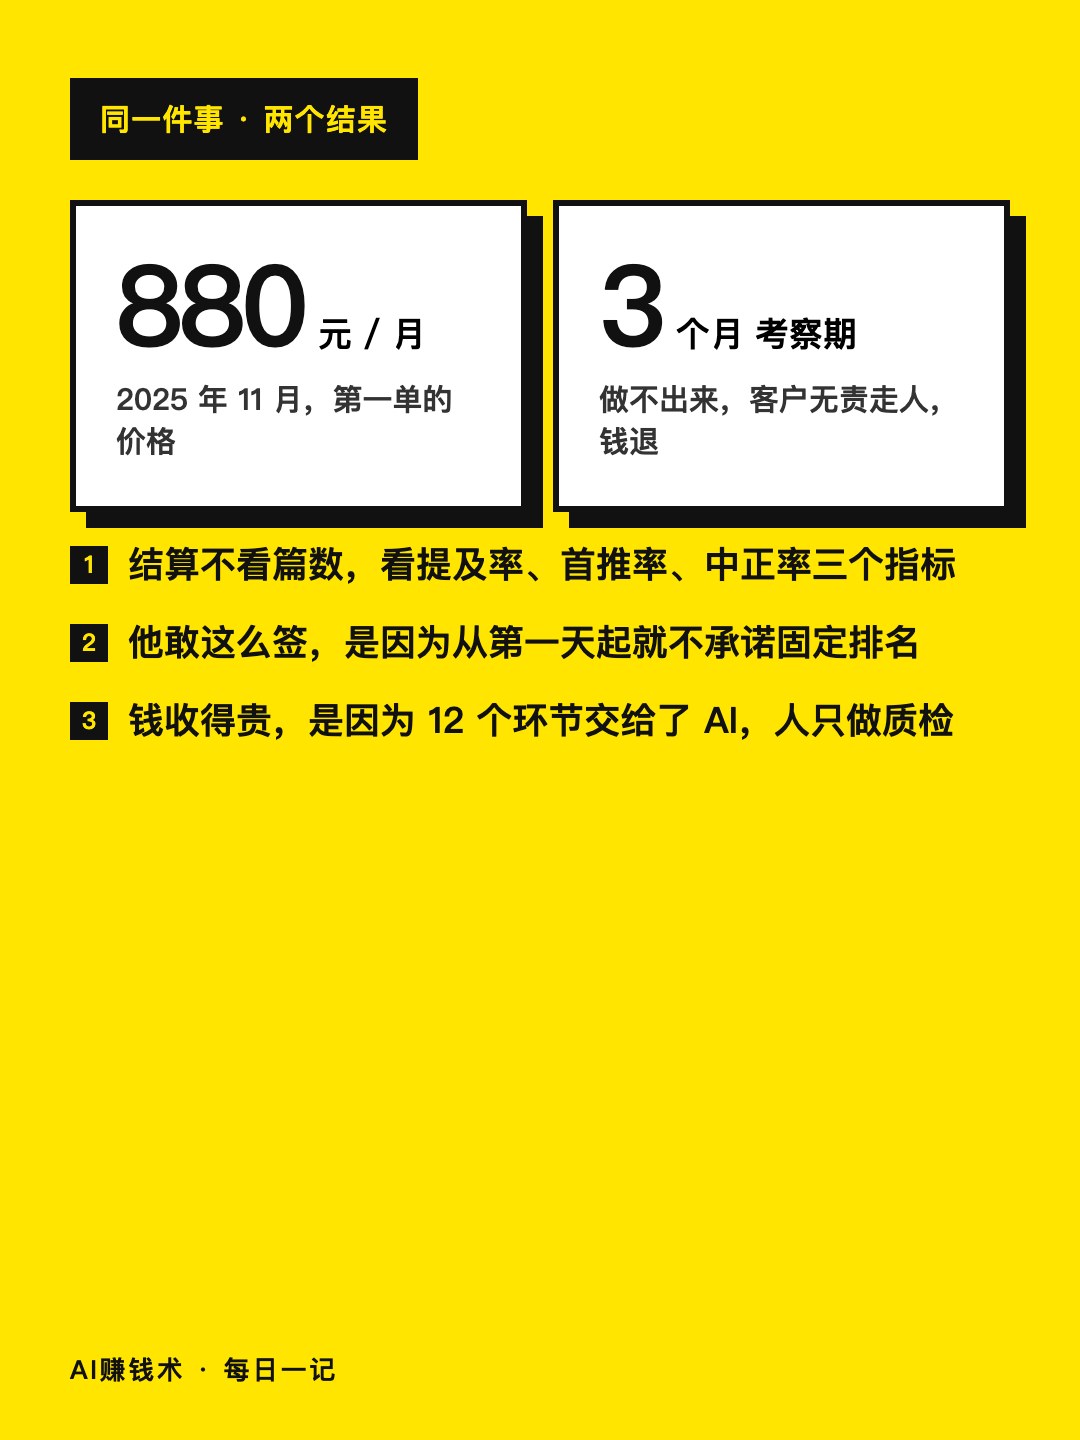 同一件事 · 两个结果
880 元 / 月
2025 年 11 月，第一单的
价格
3 个月 考察期
做不出来，客户无责走人，
钱退
1 结算不看篇数，看提及率、首推率、中正率三个指标
2 他敢这么签，是因为从第一天起就不承诺固定排名
3 钱收得贵，是因为 12 个环节交给了 AI，人只做质检
AI赚钱术 · 每日一记